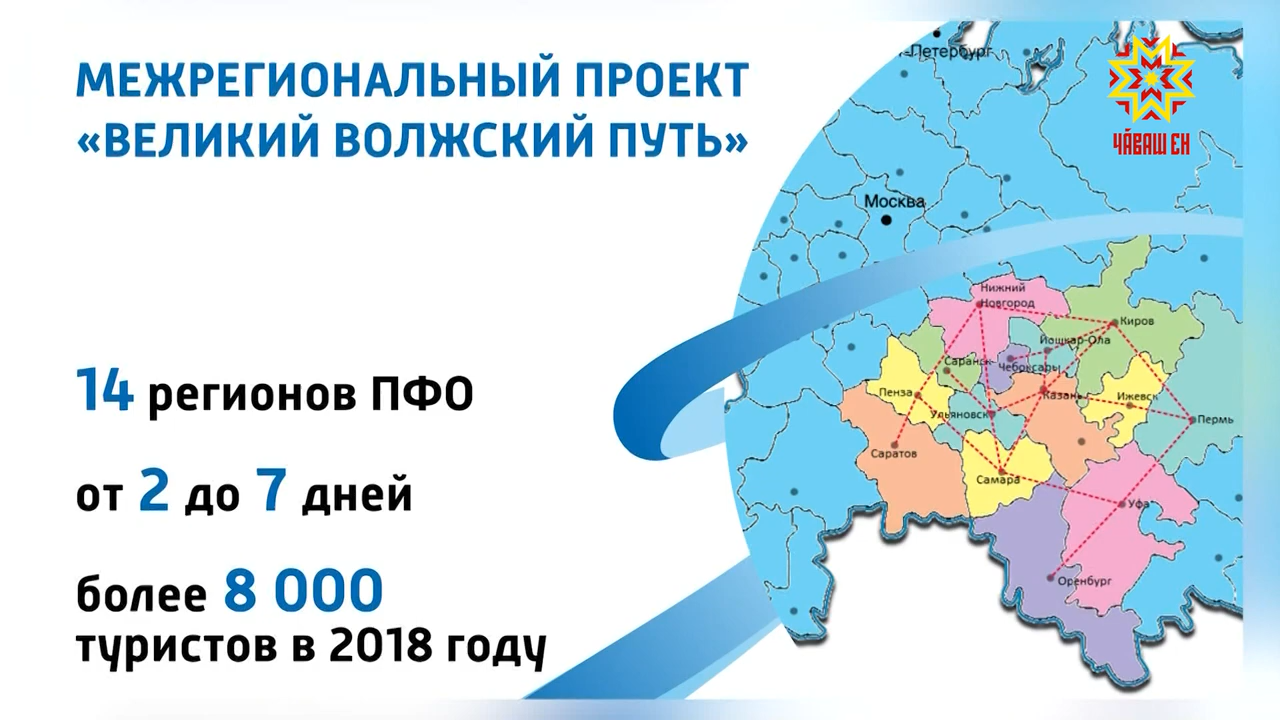 МЕЖРЕГИОНАЛЬНЫЙ ПРОЕКТ
«ВЕЛИКИЙ ВОЛЖСКИЙ ПУТЬ»
14 регионов ПФО
от 2 до 7 дней
более 8 000
туристов в 2018 году
-Петербург
ЧӐВАШ ЕН
Москва
Нижний
Новгород
Киров
Йошкар-Ола
Саранск
Чебоксары
Пенза
Казань
Ижевск
Ульяновск
Пермь
Саратов
Самара
Уфа
Оренбург